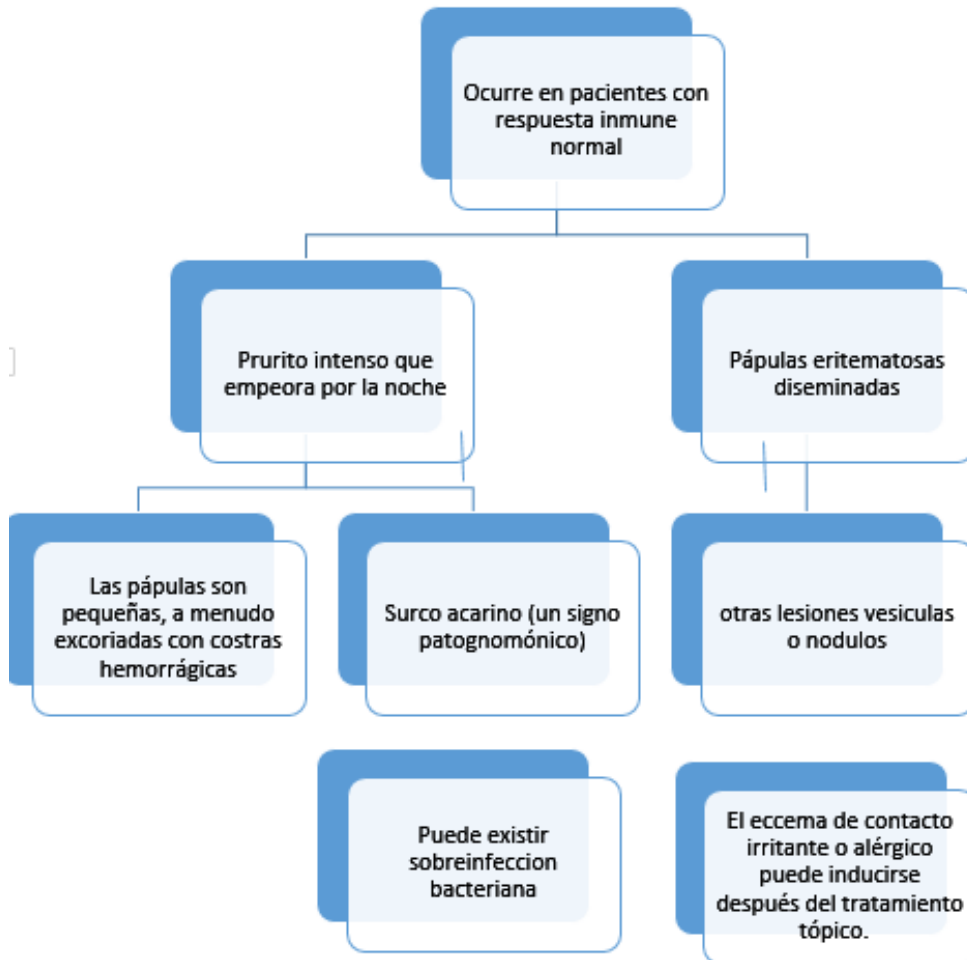 Ocurre en pacientes con
respuesta inmune
normal
Prurito intenso que
empeora por la noche
Pápulas eritematosas
diseminadas
Las pápulas son
pequeñas, a menudo
excoriadas con costras
hemorrágicas
Surco acarino (un signo
patognomónico)
otras lesiones vesiculas
o nodulos
Puede existir
sobreinfeccion
bacteriana
El eccema de contacto
irritante o alérgico
puede inducirse
después del tratamiento
tópico.